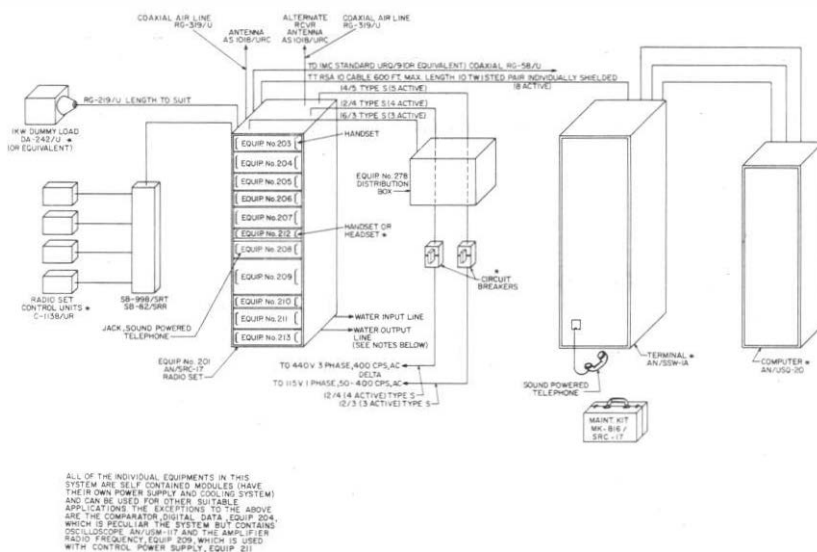 COAXIAL AIR LINE
RG-319/U
ANTENNA
AS 1018/URC
ALTERNATE
RCVR
ANTENNA
AS 1018/URC
COAXIAL AIR LINE
RG-319/U
TO 1MC STANDARD URQ/9(OR EQUIVALENT) COAXIAL RG-58/U
TT RSA 10 CABLE 600 FT. MAX. LENGTH 10 TWISTED PAIR INDIVIDUALLY SHIELDED
(8 ACTIVE)
14/5 TYPE S (5 ACTIVE)
12/4 TYPE S (4 ACTIVE)
16/3 TYPE S (3 ACTIVE)
RG-219/U LENGTH TO SUIT
1KW DUMMY LOAD
DA-242/U *
(OR EQUIVALENT)
HANDSET
EQUIP No. 203
EQUIP No. 204
EQUIP No. 205
EQUIP No. 206
EQUIP No. 207
EQUIP No. 212
EQUIP No. 208
EQUIP No. 209
EQUIP No. 210
EQUIP No. 211
EQUIP No. 213
EQUIP No. 278
DISTRIBUTION
BOX
HANDSET OR
HEADSET *
*
CIRCUIT
BREAKERS
RADIO SET
CONTROL UNITS *
C-1138/UR
SB-998/SRT
SB-82/SRR
JACK, SOUND POWERED
TELEPHONE
WATER INPUT LINE
WATER OUTPUT
LINE
(SEE NOTES BELOW)
EQUIP No. 201
AN/SRC-17
RADIO SET
TO 440 V 3 PHASE, 400 CPS, AC
DELTA
TO 115 V 1 PHASE, 50-400 CPS, AC
12/4 (4 ACTIVE) TYPE S
12/3 (3 ACTIVE) TYPE S
TERMINAL *
AN/SSW-1A
COMPUTER *
AN/USQ-20
SOUND POWERED
TELEPHONE
MAINT. KIT
MK-816/
SRC-17
ALL OF THE INDIVIDUAL EQUIPMENTS IN THIS
SYSTEM ARE SELF CONTAINED MODULES (HAVE
THEIR OWN POWER SUPPLY AND COOLING SYSTEM)
AND CAN BE USED FOR OTHER SUITABLE
APPLICATIONS. THE EXCEPTIONS TO THE ABOVE
ARE THE COMPARATOR, DIGITAL DATA, EQUIP 204,
WHICH IS PECULIAR THE SYSTEM BUT CONTAINS
OSCILLOSCOPE AN/USM-117 AND THE AMPLIFIER
RADIO FREQUENCY, EQUIP 209, WHICH IS USED
WITH CONTROL POWER SUPPLY, EQUIP 211